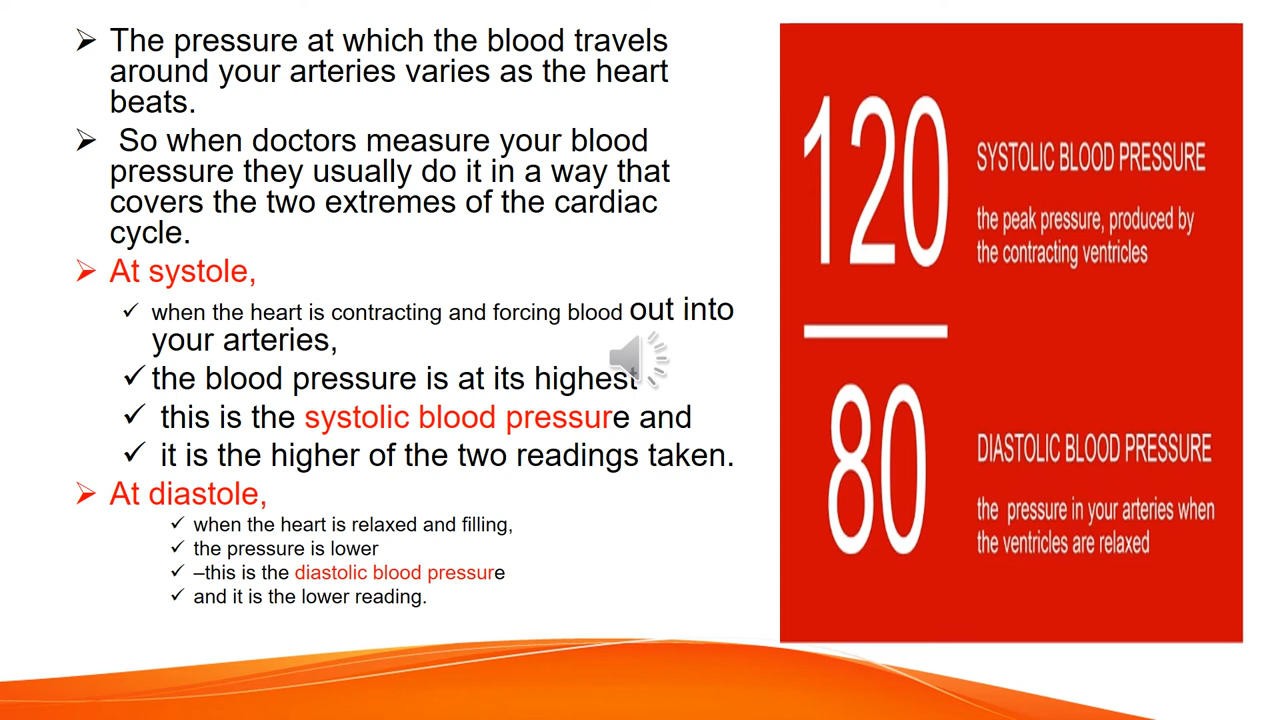 ➢ The pressure at which the blood travels
around your arteries varies as the heart
beats.
➢ So when doctors measure your blood
pressure they usually do it in a way that
covers the two extremes of the cardiac
cycle.
➢ At systole,
✓ when the heart is contracting and forcing blood out into
your arteries,
✓ the blood pressure is at its highest
✓ this is the systolic blood pressure and
✓ it is the higher of the two readings taken.
➢ At diastole,
✓ when the heart is relaxed and filling,
✓ the pressure is lower
✓ –this is the diastolic blood pressure
✓ and it is the lower reading.
120
SYSTOLIC BLOOD PRESSURE
the peak pressure, produced by
the contracting ventricles
80
DIASTOLIC BLOOD PRESSURE
the pressure in your arteries when
the ventricles are relaxed